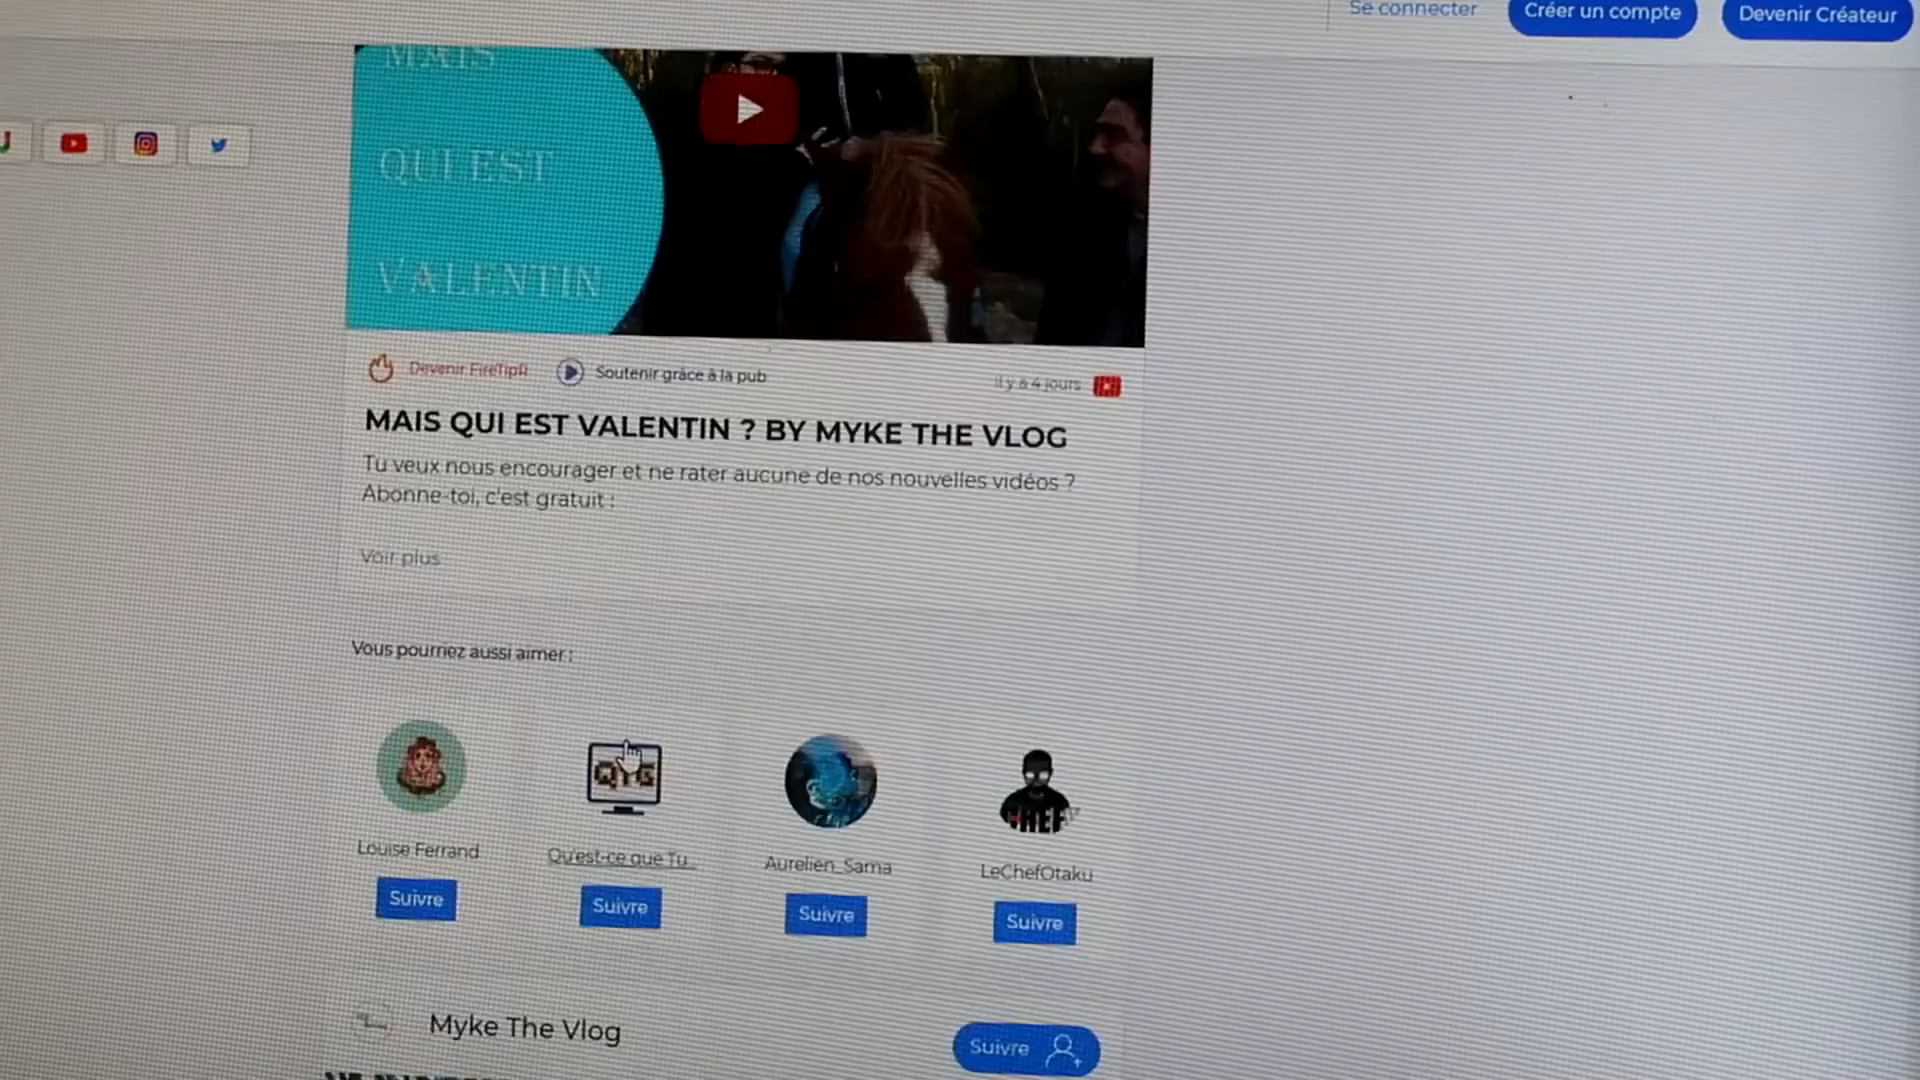 Se connecter
Créer un compte
Devenir Créateur
MAIS
QUI EST
VALENTIN
Devenir FireTipR
Soutenir grâce à la pub
il y a 4 jours
MAIS QUI EST VALENTIN ? BY MYKE THE VLOG
Tu veux nous encourager et ne rater aucune de nos nouvelles vidéos ?
Abonne-toi, c'est gratuit :
Voir plus
Vous pourriez aussi aimer :
QTG
HEF
Louise Ferrand
Qu'est-ce que Tu...
Aurelien_Sama
LeChefOtaku
Suivre
Suivre
Suivre
Suivre
Myke The Vlog
Suivre